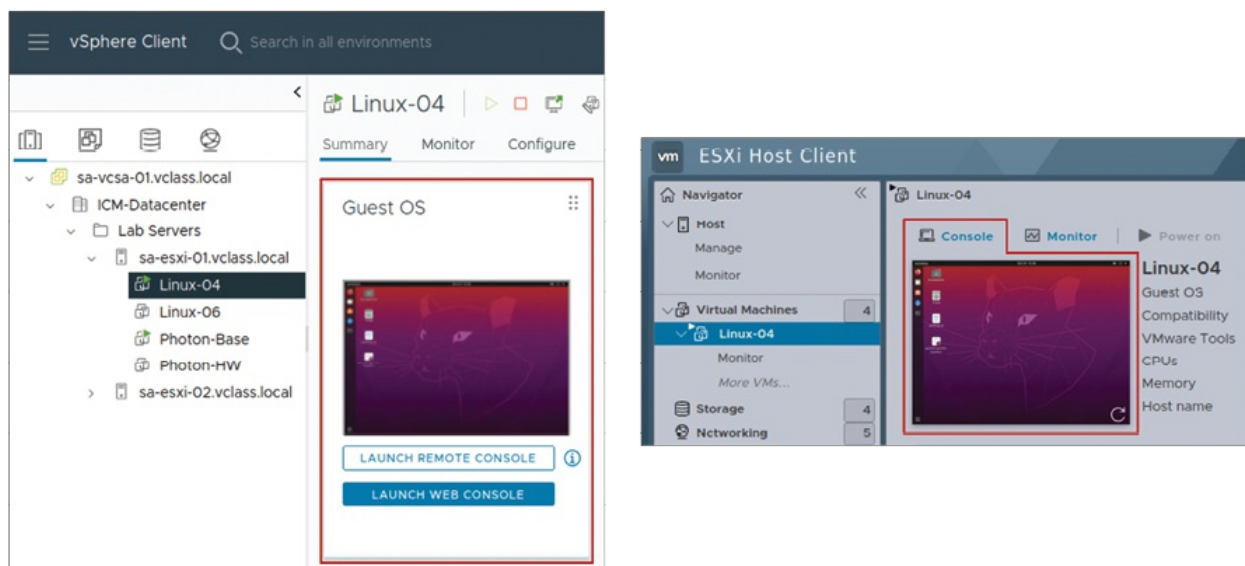 vSphere Client
Search in all environments
Linux-04
Summary Monitor Configure
sa-vcsa-01.vclass.local
ICM-Datacenter
Lab Servers
sa-esxi-01.vclass.local
Linux-04
Linux-06
Photon-Base
Photon-HW
sa-esxi-02.vclass.local
Guest OS
LAUNCH REMOTE CONSOLE
LAUNCH WEB CONSOLE
vm ESXi Host Client
Navigator
Host
Manage
Monitor
Virtual Machines 4
Linux-04
Monitor
More VMs...
Storage 4
Networking 5
Linux-04
Console Monitor Power on
Linux-04
Guest OS
Compatibility
VMware Tools
CPUs
Memory
Host name